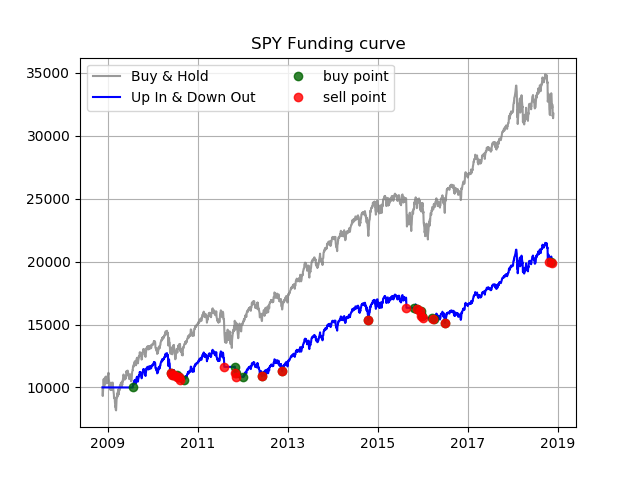 SPY Funding curve
Buy & Hold
Up In & Down Out
buy point
sell point
35000
30000
25000
20000
15000
10000
2009 2011 2013 2015 2017 2019